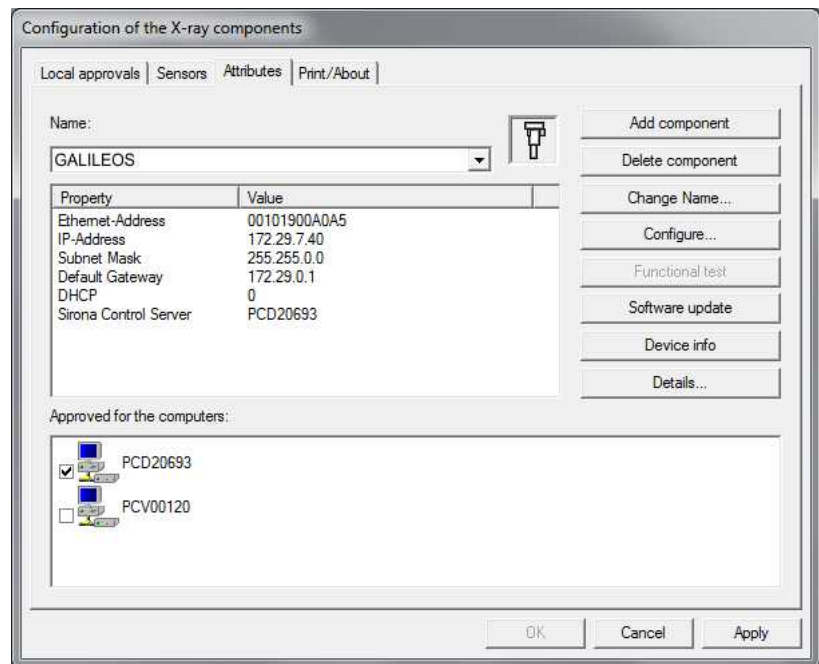 Configuration of the X-ray components
Local approvals Sensors Attributes Print/About
Name:
GALILEOS
Property Value
Ethernet-Address 00101900A0A5
IP-Address 172.29.7.40
Subnet Mask 255.255.0.0
Default Gateway 172.29.0.1
DHCP 0
Sirona Control Server PCD20693
Add component
Delete component
Change Name...
Configure...
Functional test
Software update
Device info
Details...
Approved for the computers:
PCD20693
PCV00120
OK Cancel Apply